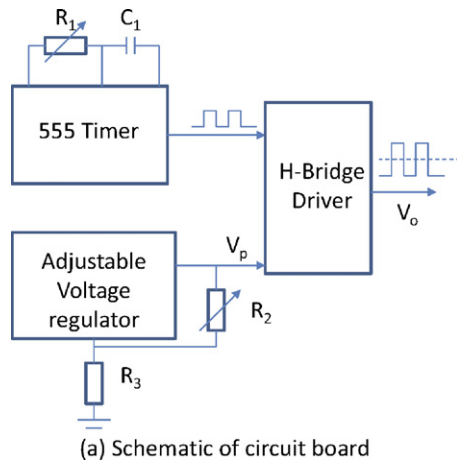 R₁
C₁
555 Timer
H-Bridge
Driver
Vₒ
Adjustable
Voltage
regulator
Vₚ
R₂
R₃
(a) Schematic of circuit board